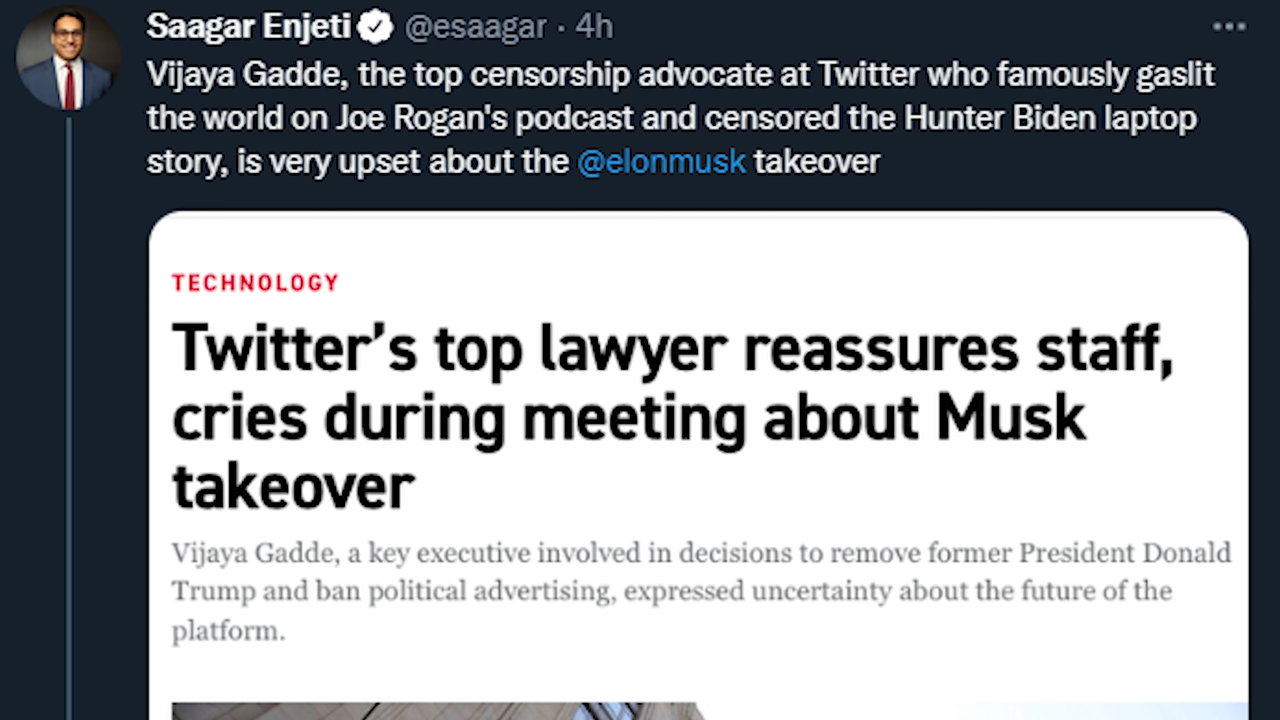 Saagar Enjeti @esaagar · 4h
Vijaya Gadde, the top censorship advocate at Twitter who famously gaslit
the world on Joe Rogan's podcast and censored the Hunter Biden laptop
story, is very upset about the @elonmusk takeover
TECHNOLOGY
Twitter’s top lawyer reassures staff,
cries during meeting about Musk
takeover
Vijaya Gadde, a key executive involved in decisions to remove former President Donald
Trump and ban political advertising, expressed uncertainty about the future of the
platform.